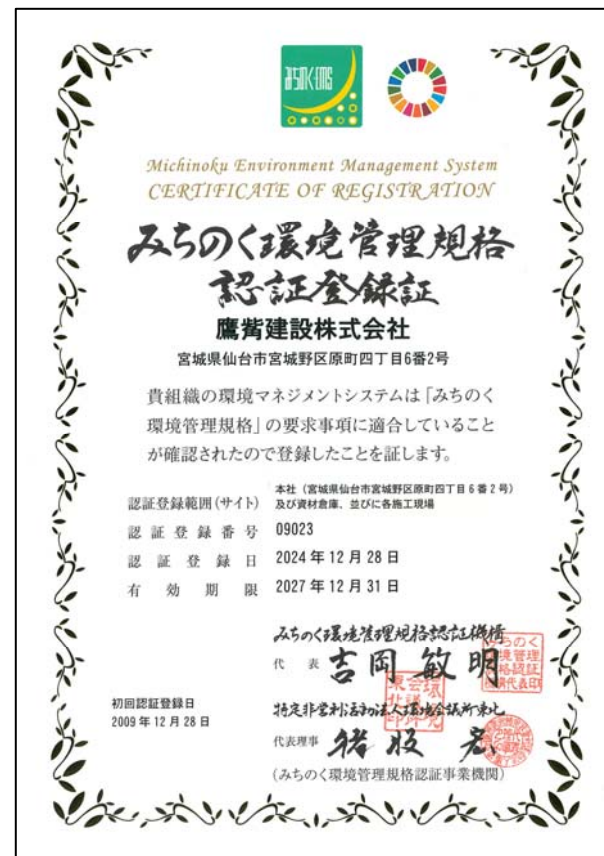 みちのくEMS
Michinoku Environment Management System
CERTIFICATE OF REGISTRATION
みちのく環境管理規格
認証登録証
鷹觜建設株式会社
宮城県仙台市宮城野区原町四丁目6番2号
貴組織の環境マネジメントシステムは「みちのく
環境管理規格」の要求事項に適合していること
が確認されたので登録したことを証します。
認証登録範囲(サイト) 本社(宮城県仙台市宮城野区原町四丁目6番2号)
及び資材倉庫、並びに各施工現場
認証登録番号 09023
認証登録日 2024年12月28日
有効期限 2027年12月31日
みちのく環境管理規格認証機構
代表 吉岡敏明
初回認証登録日
2009年12月28日
特定非営利活動法人環境会議所東北
代表理事
(みちのく環境管理規格認証事業機関)